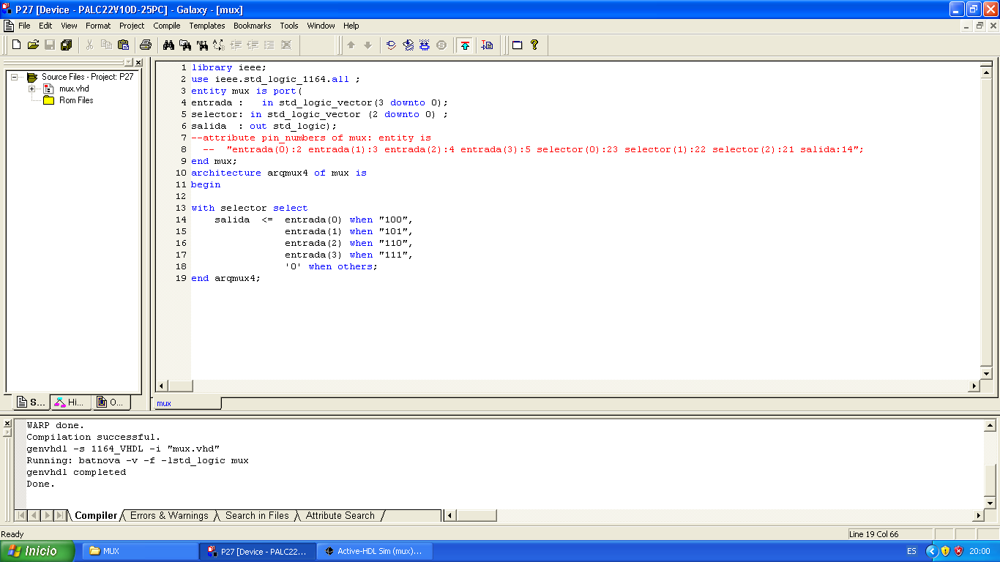 P27 [Device - PALC22V10D-25PC] - Galaxy - [mux]
File Edit View Format Project Compile Templates Bookmarks Tools Window Help
Source Files - Project: P27
mux.vhd
Rom Files
1 library ieee;
2 use ieee.std_logic_1164.all ;
3 entity mux is port(
4 entrada :   in std_logic_vector(3 downto 0);
5 selector: in std_logic_vector (2 downto 0) ;
6 salida  : out std_logic);
7 --attribute pin_numbers of mux: entity is
8   --  "entrada(0):2 entrada(1):3 entrada(2):4 entrada(3):5 selector(0):23 selector(1):22 selector(2):21 salida:14";
9 end mux;
10 architecture arqmux4 of mux is
11 begin
12
13 with selector select
14     salida  <=  entrada(0) when "100",
15                 entrada(1) when "101",
16                 entrada(2) when "110",
17                 entrada(3) when "111",
18                 '0' when others;
19 end arqmux4;
S... Hi... O...
mux
WARP done.
Compilation successful.
genvhdl -s 1164_VHDL -i "mux.vhd"
Running: batnova -v -f -lstd_logic mux
genvhdl completed
Done.
Compiler Errors & Warnings Search in Files Attribute Search
Ready Line 19 Col 66
Inicio MUX P27 [Device - PALC22... Active-HDL Sim (mux)... ES 20:00